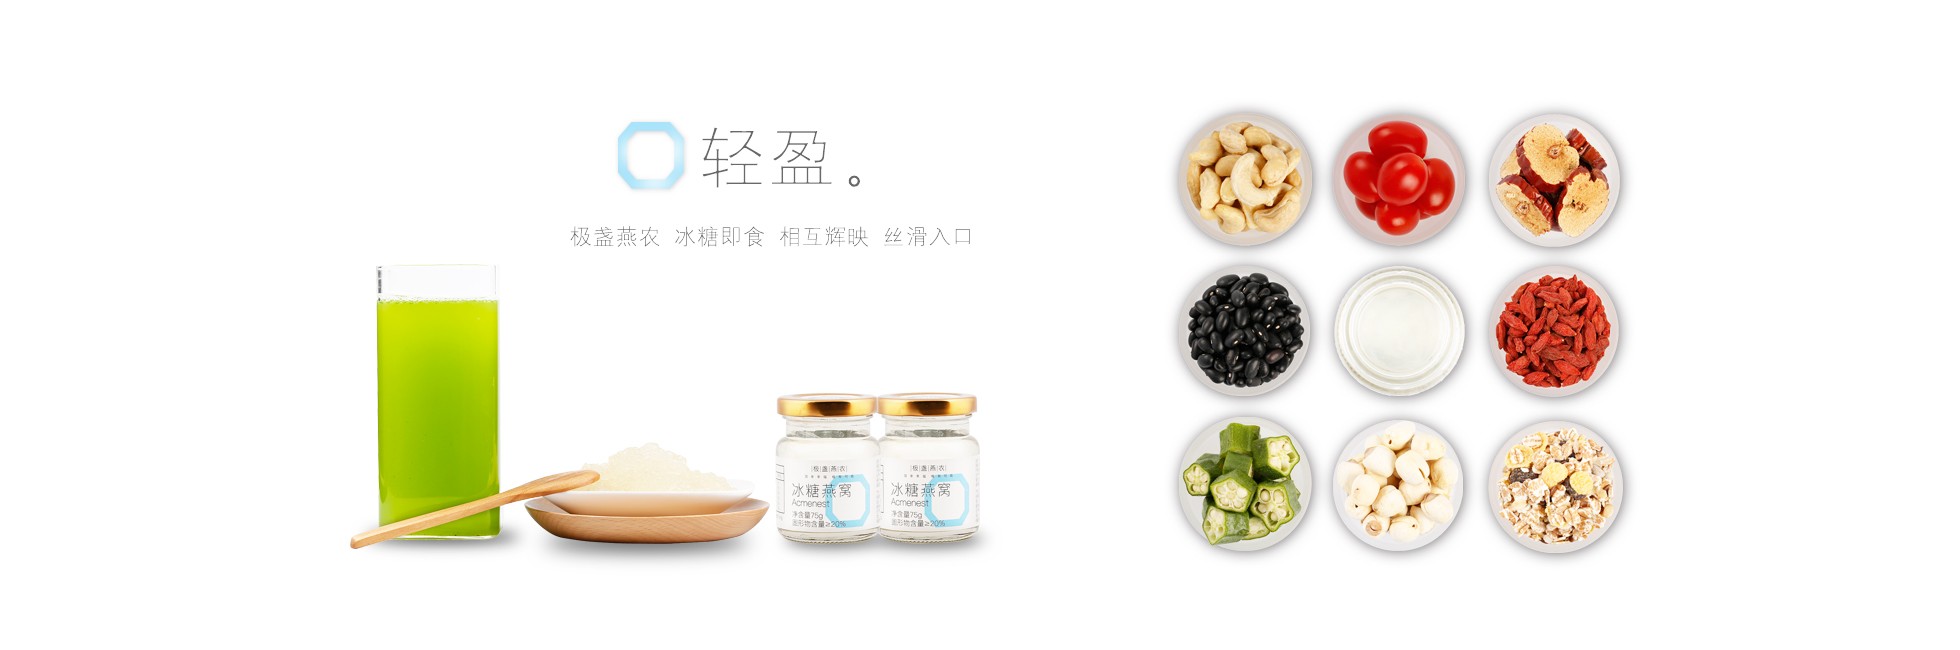 轻盈。
极盏燕农 冰糖即食 相互辉映 丝滑入口
极盏燕农
冰糖燕窝
Acmenest
净含量75g
固形物含量≥20%
极盏燕农
冰糖燕窝
Acmenest
净含量75g
固形物含量≥20%